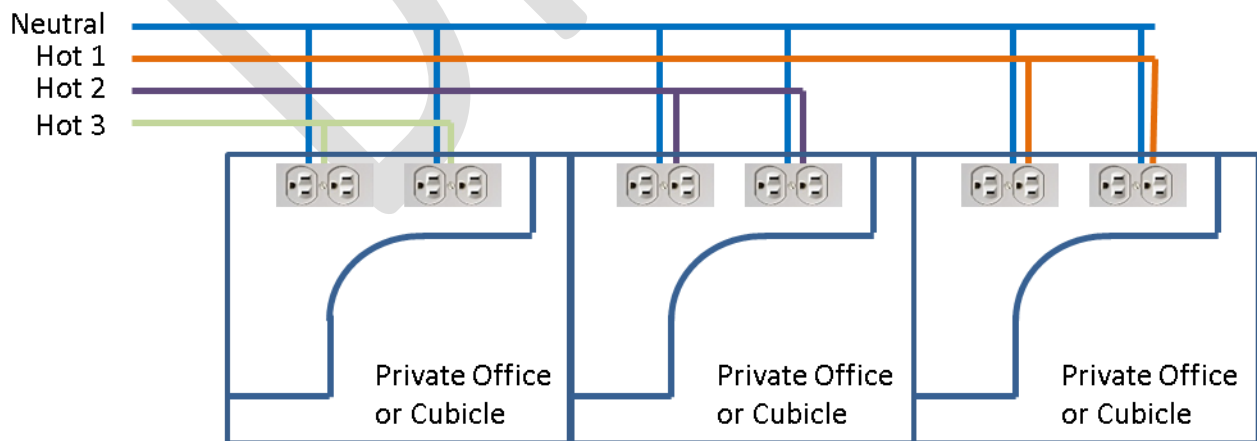 Neutral
Hot 1
Hot 2
Hot 3
Private Office
or Cubicle
Private Office
or Cubicle
Private Office
or Cubicle